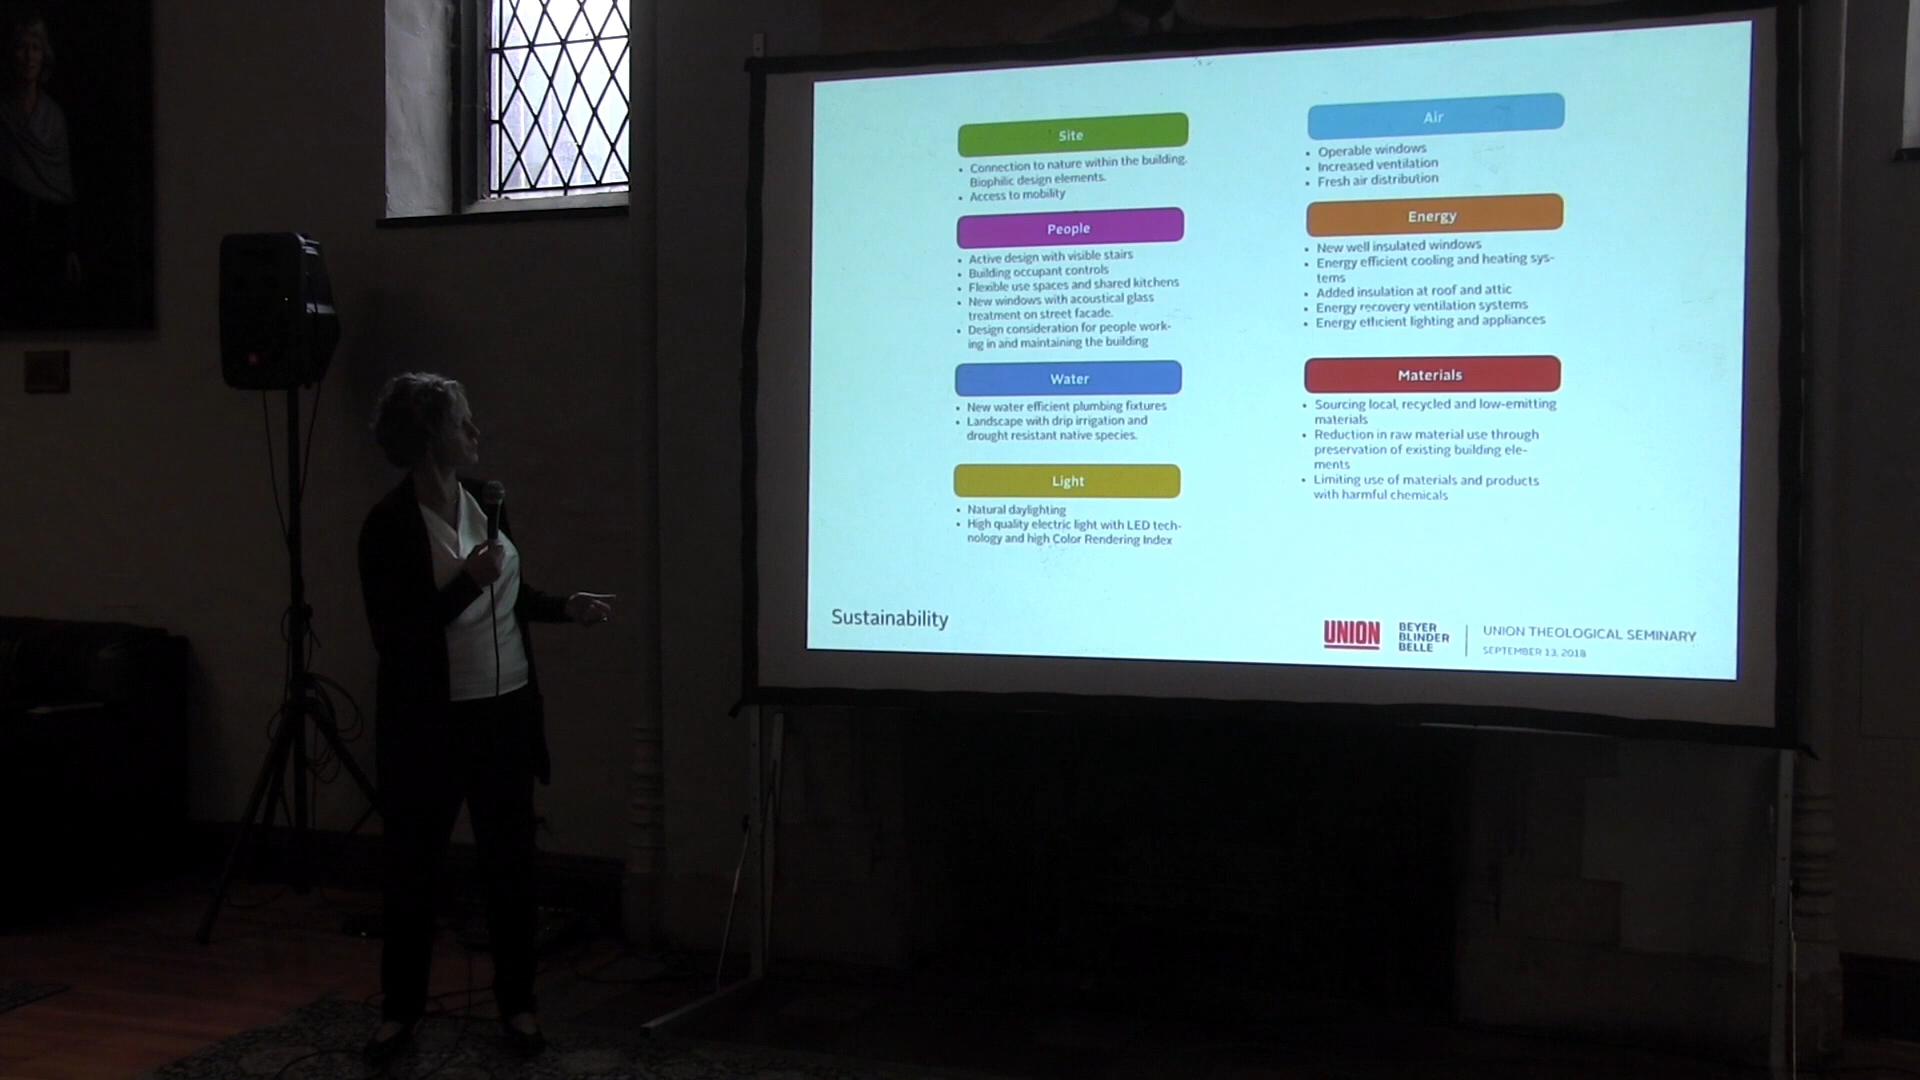 Site
• Connection to nature within the building.
Biophilic design elements.
• Access to mobility
People
• Active design with visible stairs
• Building occupant controls
• Flexible use spaces and shared kitchens
• New windows with acoustical glass
treatment on street facade.
• Design consideration for people work-
ing in and maintaining the building
Water
• New water efficient plumbing fixtures
• Landscape with drip irrigation and
drought resistant native species.
Light
• Natural daylighting
• High quality electric light with LED tech-
nology and high Color Rendering Index
Air
• Operable windows
• Increased ventilation
• Fresh air distribution
Energy
• New well insulated windows
• Energy efficient cooling and heating sys-
tems
• Added insulation at roof and attic
• Energy recovery ventilation systems
• Energy efficient lighting and appliances
Materials
• Sourcing local, recycled and low-emitting
materials
• Reduction in raw material use through
preservation of existing building ele-
ments
• Limiting use of materials and products
with harmful chemicals
Sustainability
UNION
BEYER
BLINDER
BELLE
UNION THEOLOGICAL SEMINARY
SEPTEMBER 13, 2018